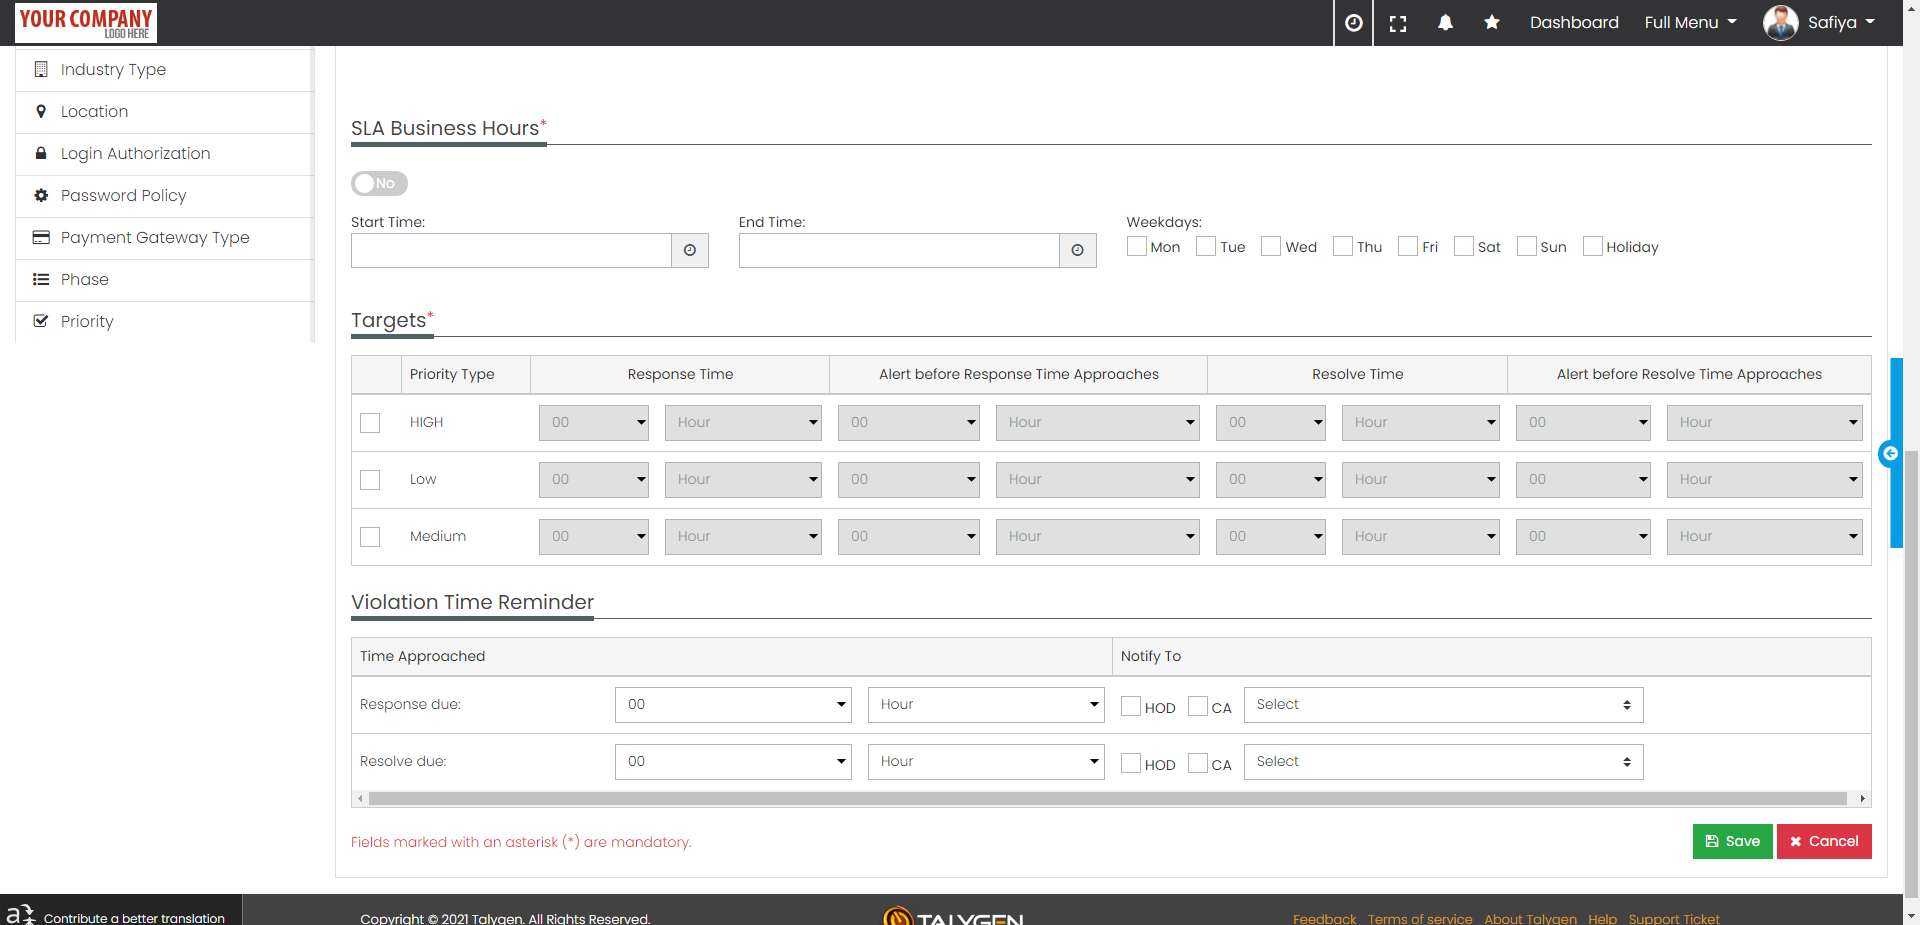 YOUR COMPANY
LOGO HERE
Dashboard
Full Menu
Safiya
Industry Type
Location
Login Authorization
Password Policy
Payment Gateway Type
Phase
Priority
SLA Business Hours*
No
Start Time:
End Time:
Weekdays:
Mon Tue Wed Thu Fri Sat Sun Holiday
Targets*
Priority Type Response Time Alert before Response Time Approaches Resolve Time Alert before Resolve Time Approaches
HIGH 00 Hour 00 Hour 00 Hour 00 Hour
Low 00 Hour 00 Hour 00 Hour 00 Hour
Medium 00 Hour 00 Hour 00 Hour 00 Hour
Violation Time Reminder
Time Approached Notify To
Response due: 00 Hour HOD CA Select
Resolve due: 00 Hour HOD CA Select
Fields marked with an asterisk (*) are mandatory.
Save
Cancel
Contribute a better translation
Copyright © 2021 Talygen. All Rights Reserved.
TALYGEN
Feedback Terms of service About Talygen Help Support Ticket